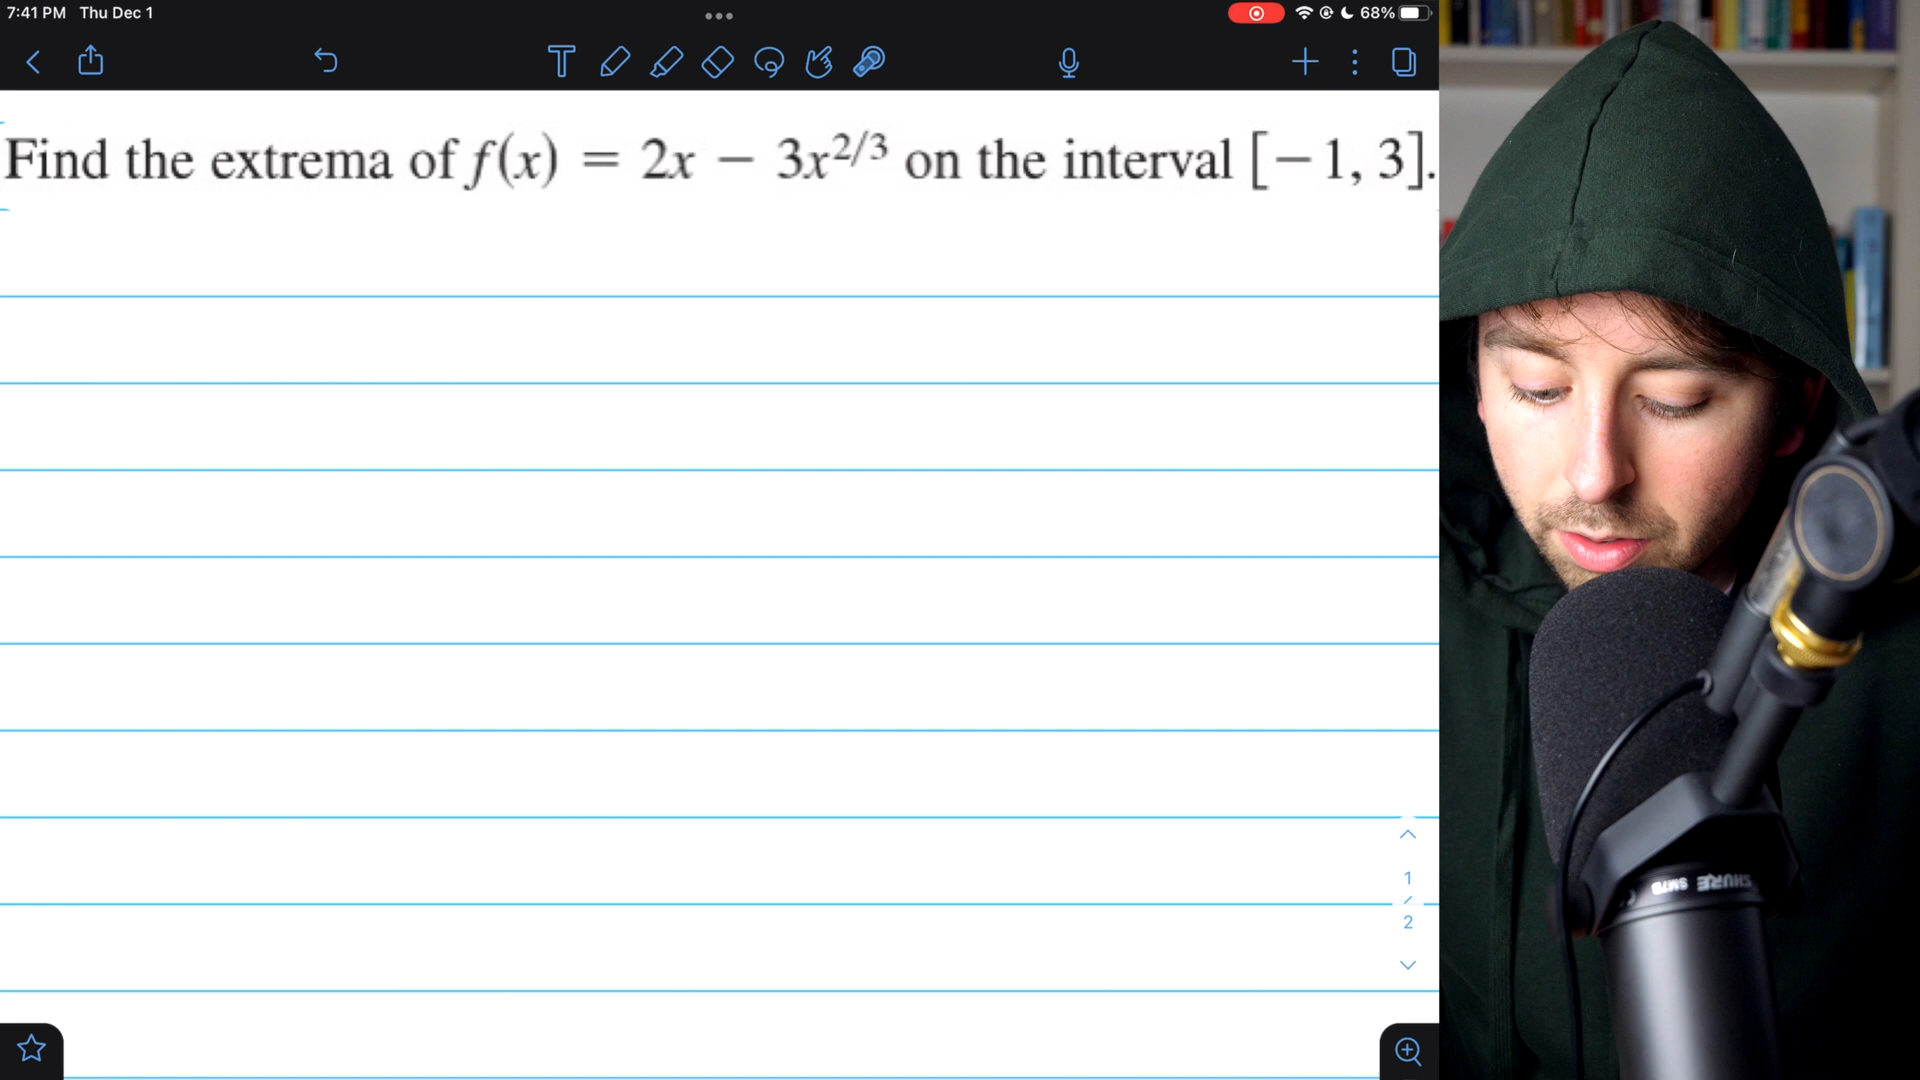 7:41 PM Thu Dec 1
68%
Find the extrema of f(x) = 2x − 3x^{2/3} on the interval [−1, 3].
1
2
SHURE SM7B